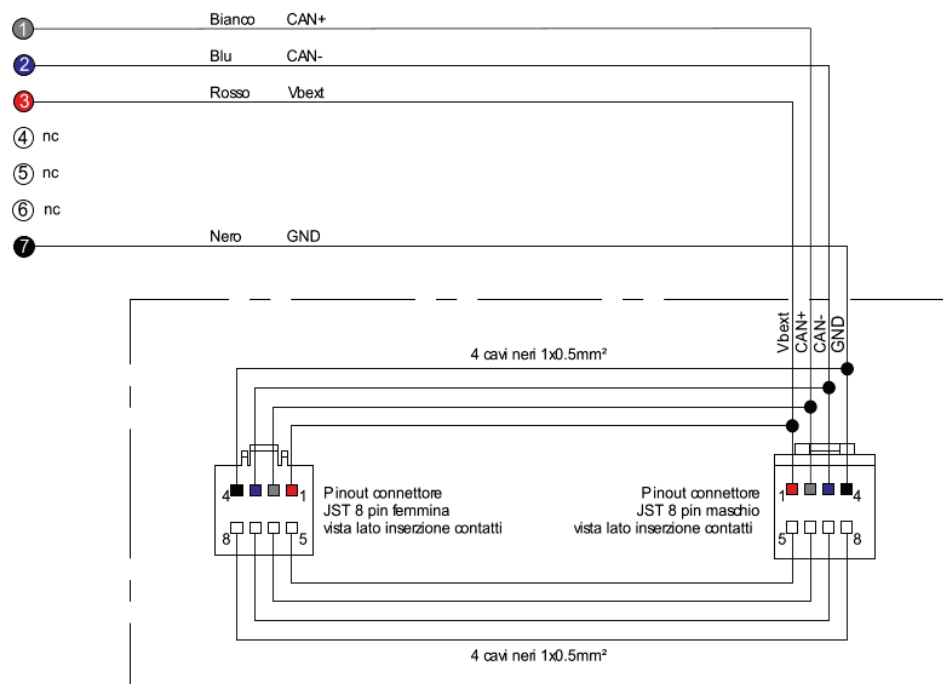 1 Bianco CAN+
2 Blu CAN-
3 Rosso Vbext
4 nc
5 nc
6 nc
7 Nero GND
Vbext
CAN+
CAN-
GND
4 cavi neri 1x0.5mm²
4 1
8 5
Pinout connettore
JST 8 pin femmina
vista lato inserzione contatti
Pinout connettore
JST 8 pin maschio
vista lato inserzione contatti
1 4
5 8
4 cavi neri 1x0.5mm²